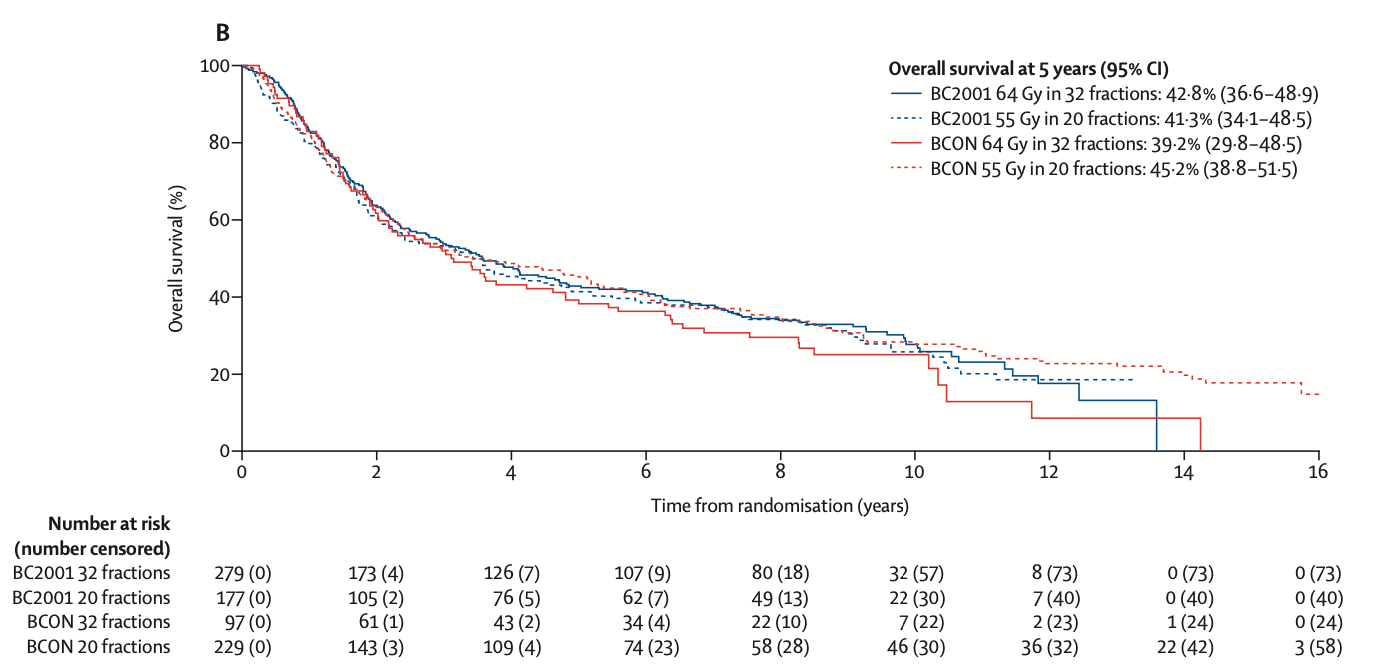 B
100
80
60
40
20
0
Overall survival (%)
Overall survival at 5 years (95% CI)
BC2001 64 Gy in 32 fractions: 42·8% (36·6–48·9)
BC2001 55 Gy in 20 fractions: 41·3% (34·1–48·5)
BCON 64 Gy in 32 fractions: 39·2% (29·8–48·5)
BCON 55 Gy in 20 fractions: 45·2% (38·8–51·5)
0 2 4 6 8 10 12 14 16
Time from randomisation (years)
Number at risk
(number censored)
BC2001 32 fractions 279 (0) 173 (4) 126 (7) 107 (9) 80 (18) 32 (57) 8 (73) 0 (73) 0 (73)
BC2001 20 fractions 177 (0) 105 (2) 76 (5) 62 (7) 49 (13) 22 (30) 7 (40) 0 (40) 0 (40)
BCON 32 fractions 97 (0) 61 (1) 43 (2) 34 (4) 22 (10) 7 (22) 2 (23) 1 (24) 0 (24)
BCON 20 fractions 229 (0) 143 (3) 109 (4) 74 (23) 58 (28) 46 (30) 36 (32) 22 (42) 3 (58)